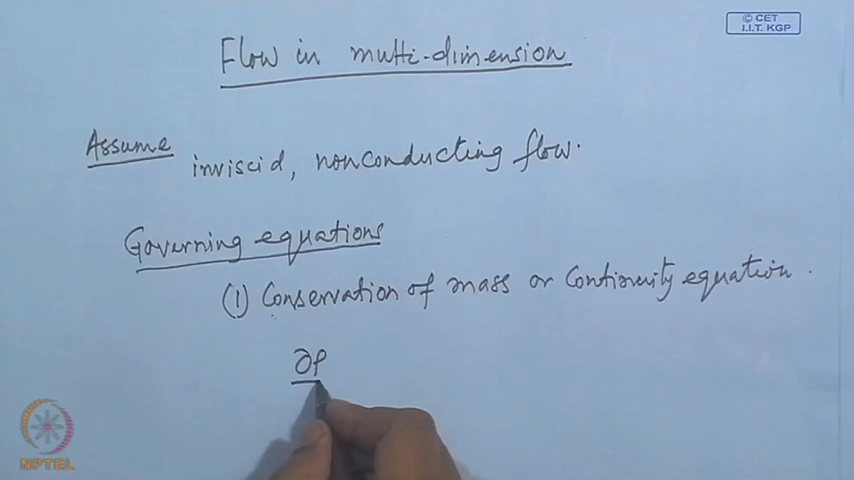 © CET
I.I.T. KGP
Flow in multi-dimension
Assume
inviscid, nonconducting flow.
Governing equations
(1) Conservation of mass or Continuity equation.
∂ρ
NPTEL